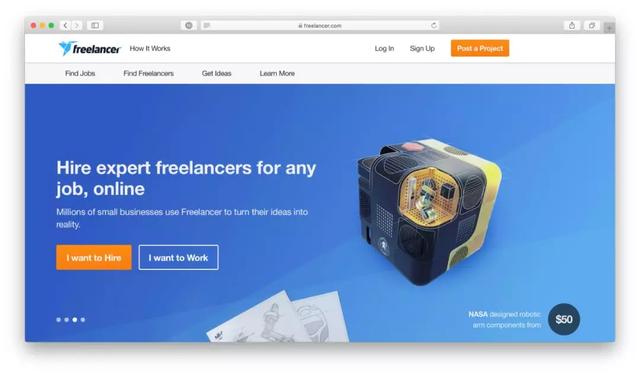 freelancer.com
freelancer
How It Works
Log In
Sign Up
Post a Project
Find Jobs
Find Freelancers
Get Ideas
Learn More
Hire expert freelancers for any
job, online
Millions of small businesses use Freelancer to turn their ideas into
reality.
I want to Hire
I want to Work
NASA designed robotic
arm components from
$50